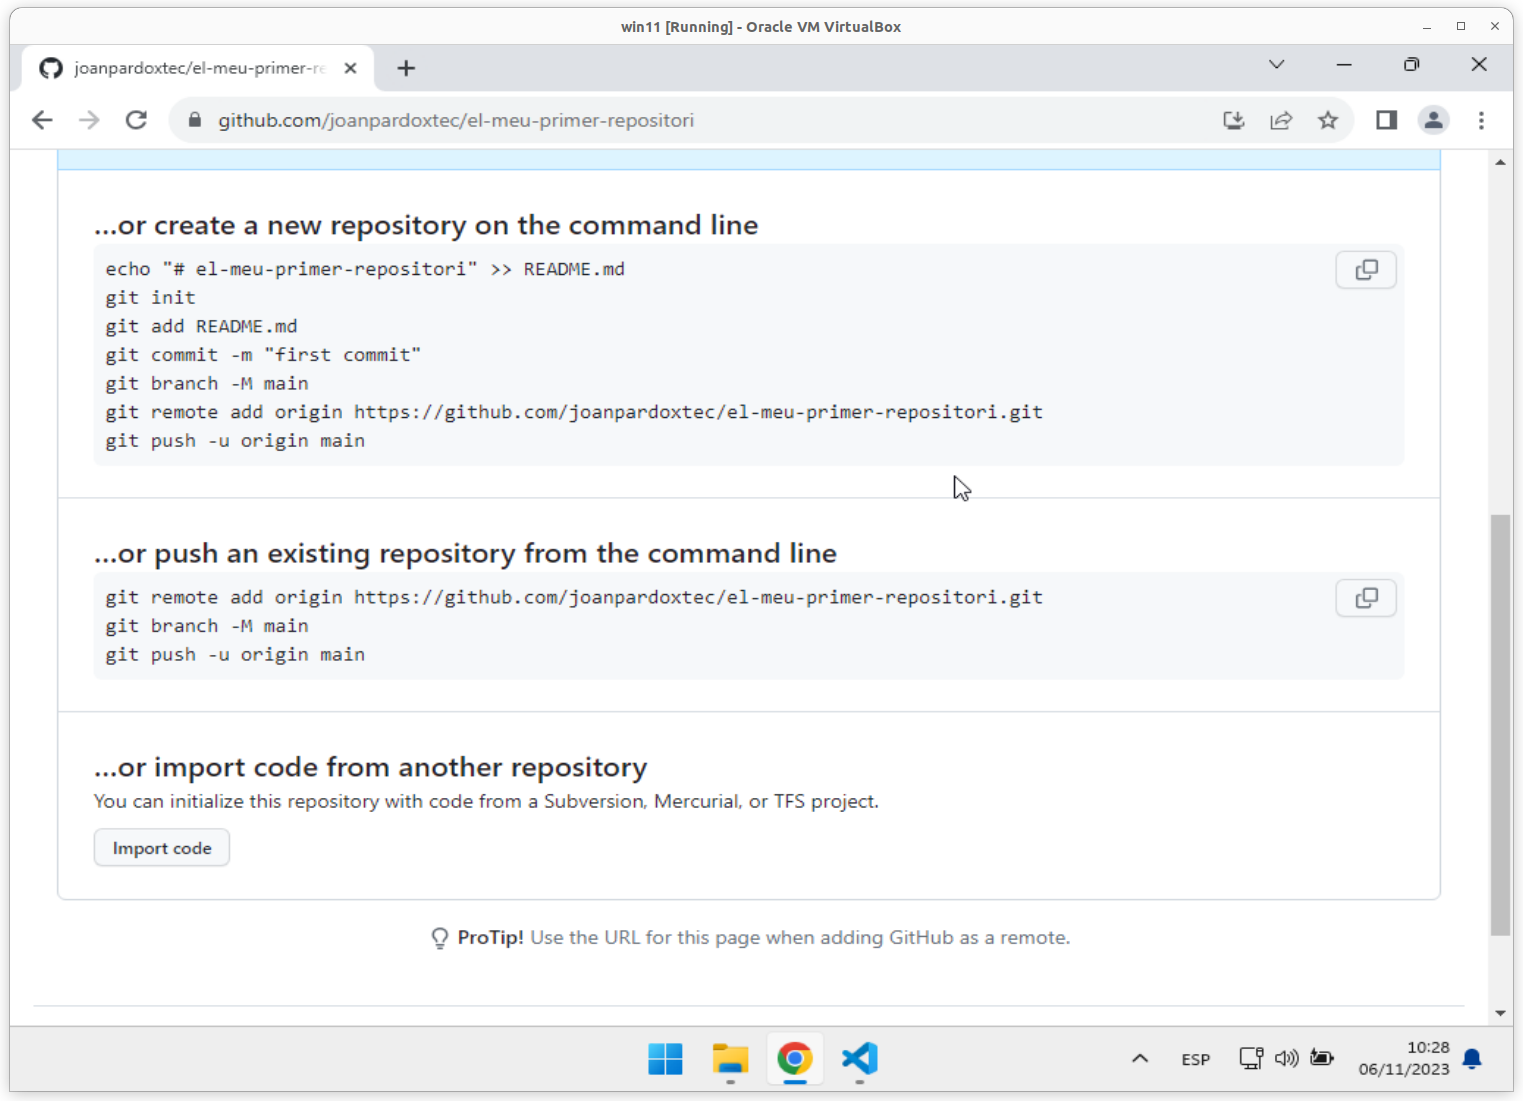 win11 [Running] - Oracle VM VirtualBox
joanpardoxtec/el-meu-primer-re
github.com/joanpardoxtec/el-meu-primer-repositori
...or create a new repository on the command line
echo "# el-meu-primer-repositori" >> README.md
git init
git add README.md
git commit -m "first commit"
git branch -M main
git remote add origin https://github.com/joanpardoxtec/el-meu-primer-repositori.git
git push -u origin main
...or push an existing repository from the command line
git remote add origin https://github.com/joanpardoxtec/el-meu-primer-repositori.git
git branch -M main
git push -u origin main
...or import code from another repository
You can initialize this repository with code from a Subversion, Mercurial, or TFS project.
Import code
ProTip! Use the URL for this page when adding GitHub as a remote.
ESP
10:28
06/11/2023